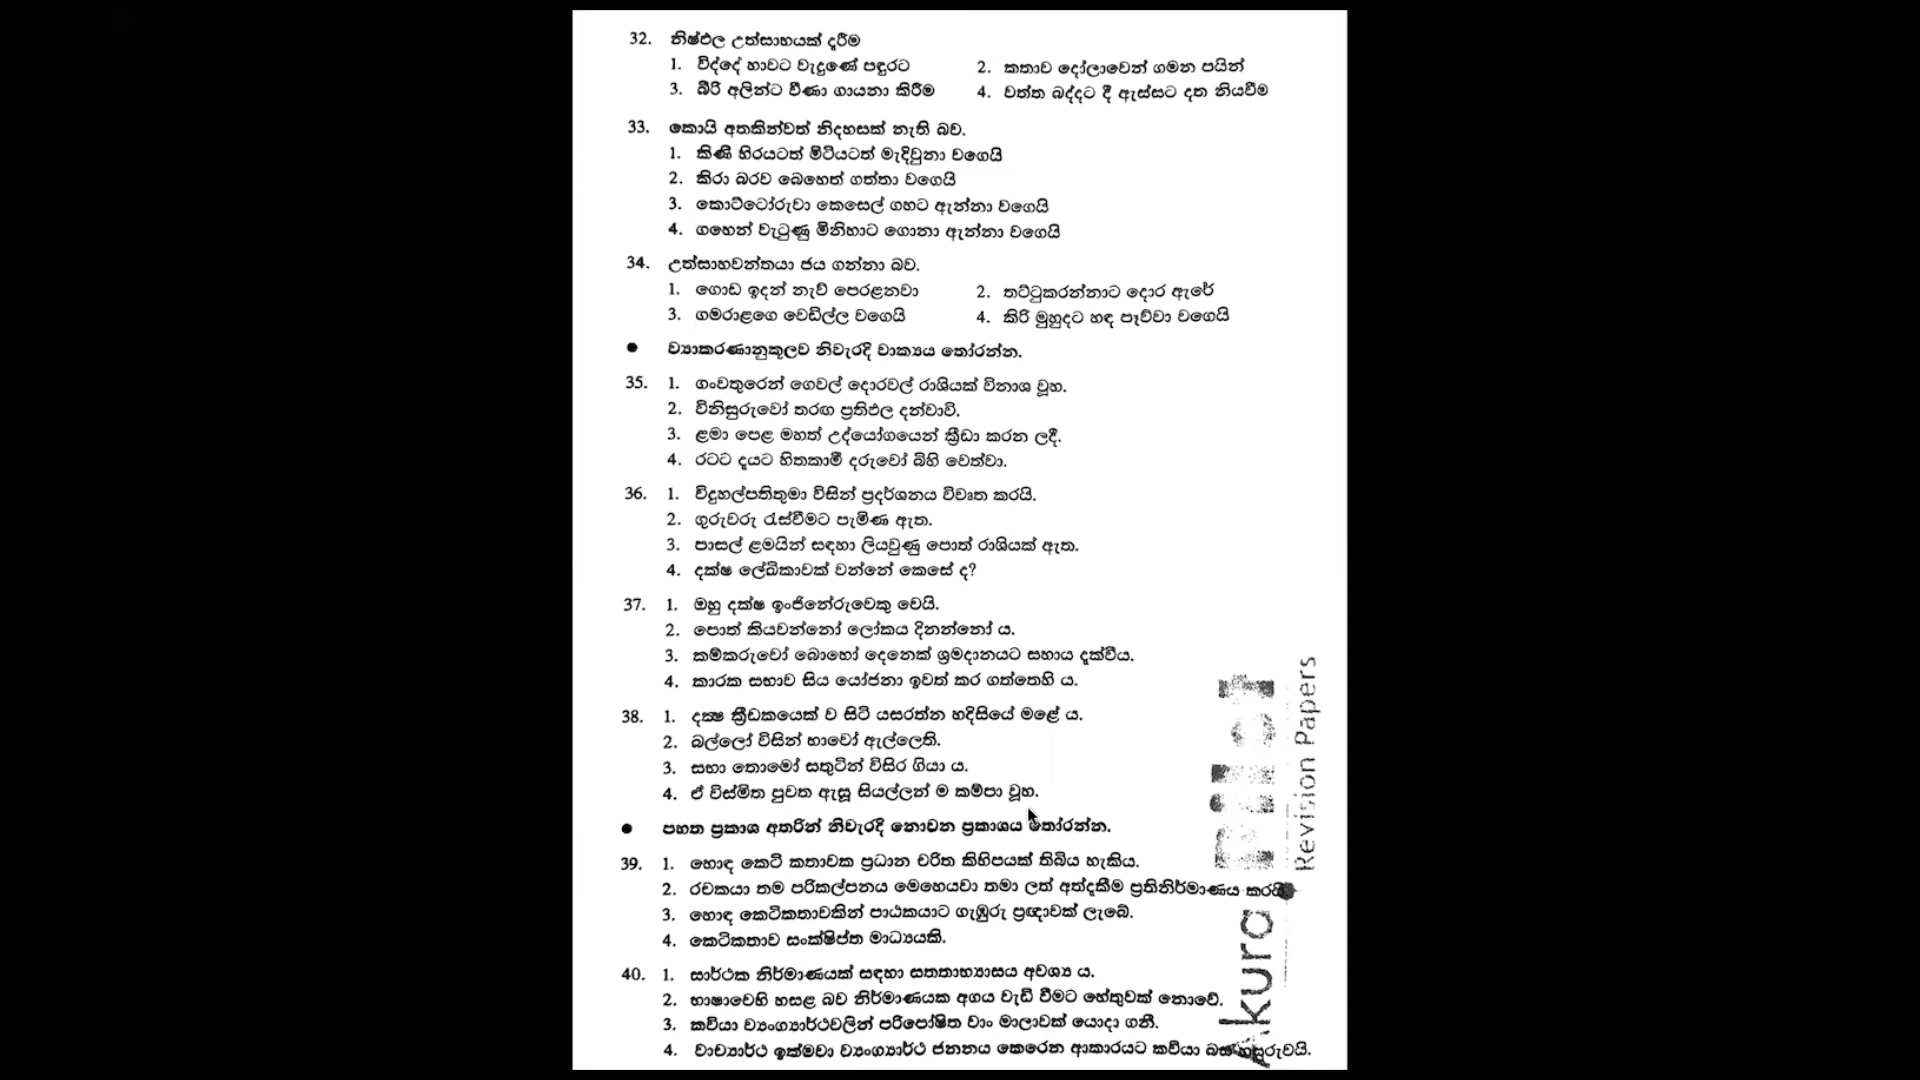 32. නිෂ්ඵල උත්සාහයක් දැරීම
1. විද්දේ හාවට වැදුණේ පඳුරට 2. කතාව දෝලාවෙන් ගමන පයින්
3. බීරි අලින්ට වීණා ගායනා කිරීම 4. වත්ත බද්දට දී ඇස්සට දත නියවීම
33. කොයි අතකින්වත් නිදහසක් නැති බව.
1. කිණි හිරයටත් මිටියටත් මැදිවුනා වගෙයි
2. කිරා බරව බෙහෙත් ගත්තා වගෙයි
3. කොට්ටෝරුවා කෙසෙල් ගහට ඇන්නා වගෙයි
4. ගහෙන් වැටුණු මිනිහාට ගොනා ඇන්නා වගෙයි
34. උත්සාහවන්තයා ජය ගන්නා බව.
1. ගොඩ ඉදන් නැව් පෙරළනවා 2. තට්ටුකරන්නාට දොර ඇරේ
3. ගමරාළගෙ වෙඩිල්ල වගෙයි 4. කිරි මුහුදට හඳ පෑව්වා වගෙයි
● ව්‍යාකරණානුකූලව නිවැරදි වාක්‍යය තෝරන්න.
35. 1. ගංවතුරෙන් ගෙවල් දොරවල් රාශියක් විනාශ වූහ.
2. විනිසුරුවෝ තරඟ ප්‍රතිඵල දන්වාවි.
3. ළමා පෙළ මහත් උද්යෝගයෙන් ක්‍රීඩා කරන ලදී.
4. රටට දැයට හිතකාමී දරුවෝ බිහි වෙත්වා.
36. 1. විදුහල්පතිතුමා විසින් ප්‍රදර්ශනය විවෘත කරයි.
2. ගුරුවරු රැස්වීමට පැමිණ ඇත.
3. පාසල් ළමයින් සඳහා ලියවුණු පොත් රාශියක් ඇත.
4. දක්ෂ ලේඛිකාවක් වන්නේ කෙසේ ද?
37. 1. ඔහු දක්ෂ ඉංජිනේරුවෙකු වෙයි.
2. පොත් කියවන්නෝ ලෝකය දිනන්නෝ ය.
3. කම්කරුවෝ බොහෝ දෙනෙක් ශ්‍රමදානයට සහාය දැක්වීය.
4. කාරක සභාව සිය යෝජනා ඉවත් කර ගත්තෙහි ය.
38. 1. දක්‍ෂ ක්‍රීඩකයෙක් ව සිටි යසරත්න හදිසියේ මළේ ය.
2. බල්ලෝ විසින් හාවෝ ඇල්ලෙති.
3. සභා තොමෝ සතුටින් විසිර ගියා ය.
4. ඒ විස්මිත පුවත ඇසූ සියල්ලන් ම කම්පා වූහ.
● පහත ප්‍රකාශ අතරින් නිවැරදි නොවන ප්‍රකාශය තෝරන්න.
39. 1. හොඳ කෙටි කතාවක ප්‍රධාන චරිත කිහිපයක් තිබිය හැකිය.
2. රචකයා තම පරිකල්පනය මෙහෙයවා තමා ලත් අත්දකීම ප්‍රතිනිර්මාණය කරයි.
3. හොඳ කෙටිකතාවකින් පාඨකයාට ගැඹුරු ප්‍රඥාවක් ලැබේ.
4. කෙටිකතාව සංක්ෂිප්ත මාධ්‍යයකි.
40. 1. සාර්ථක නිර්මාණයක් සඳහා සතතාභ්‍යාසය අවශ්‍ය ය.
2. භාෂාවෙහි හසළ බව නිර්මාණයක අගය වැඩි වීමට හේතුවක් නොවේ.
3. කවියා ව්‍යංග්‍යාර්ථවලින් පරිපෝෂිත වාං මාලාවක් යොදා ගනී.
4. වාච්‍යාර්ථ ඉක්මවා ව්‍යංග්‍යාර්ථ ජනනය කෙරෙන ආකාරයට කවියා බස හසුරුවයි.
Akura
Revision Papers